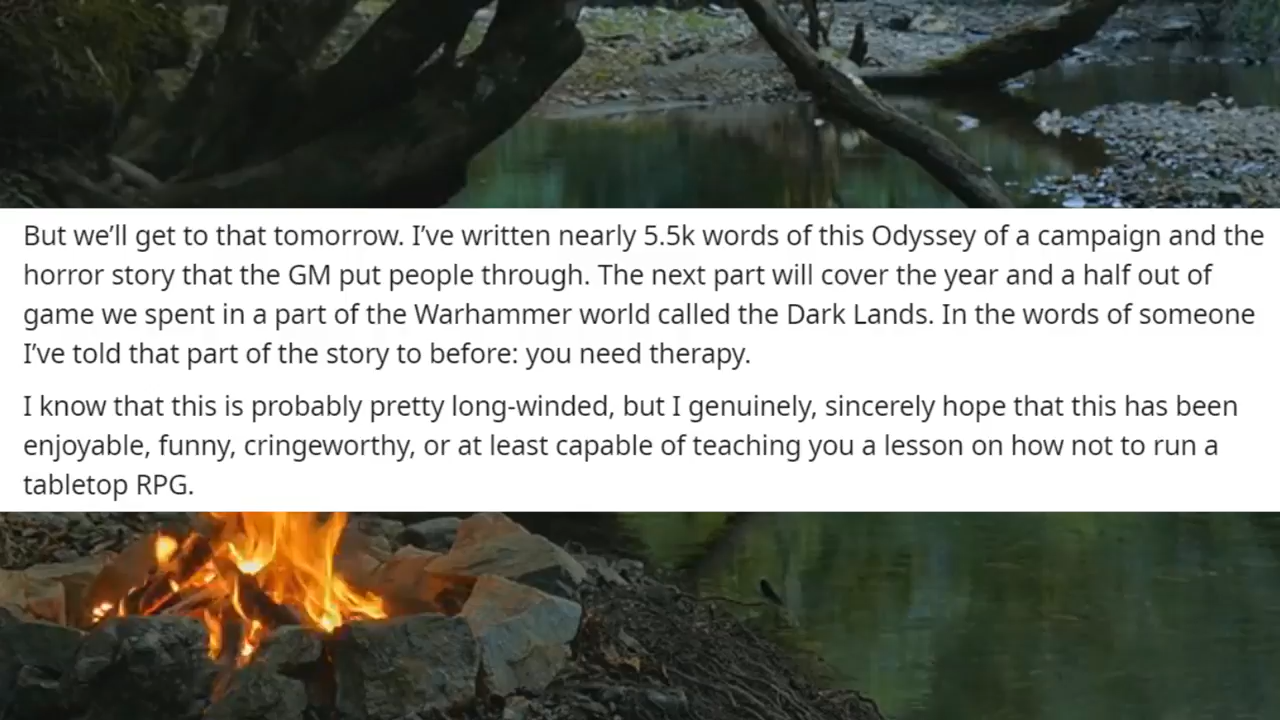 But we’ll get to that tomorrow. I’ve written nearly 5.5k words of this Odyssey of a campaign and the
horror story that the GM put people through. The next part will cover the year and a half out of
game we spent in a part of the Warhammer world called the Dark Lands. In the words of someone
I’ve told that part of the story to before: you need therapy.
I know that this is probably pretty long-winded, but I genuinely, sincerely hope that this has been
enjoyable, funny, cringeworthy, or at least capable of teaching you a lesson on how not to run a
tabletop RPG.